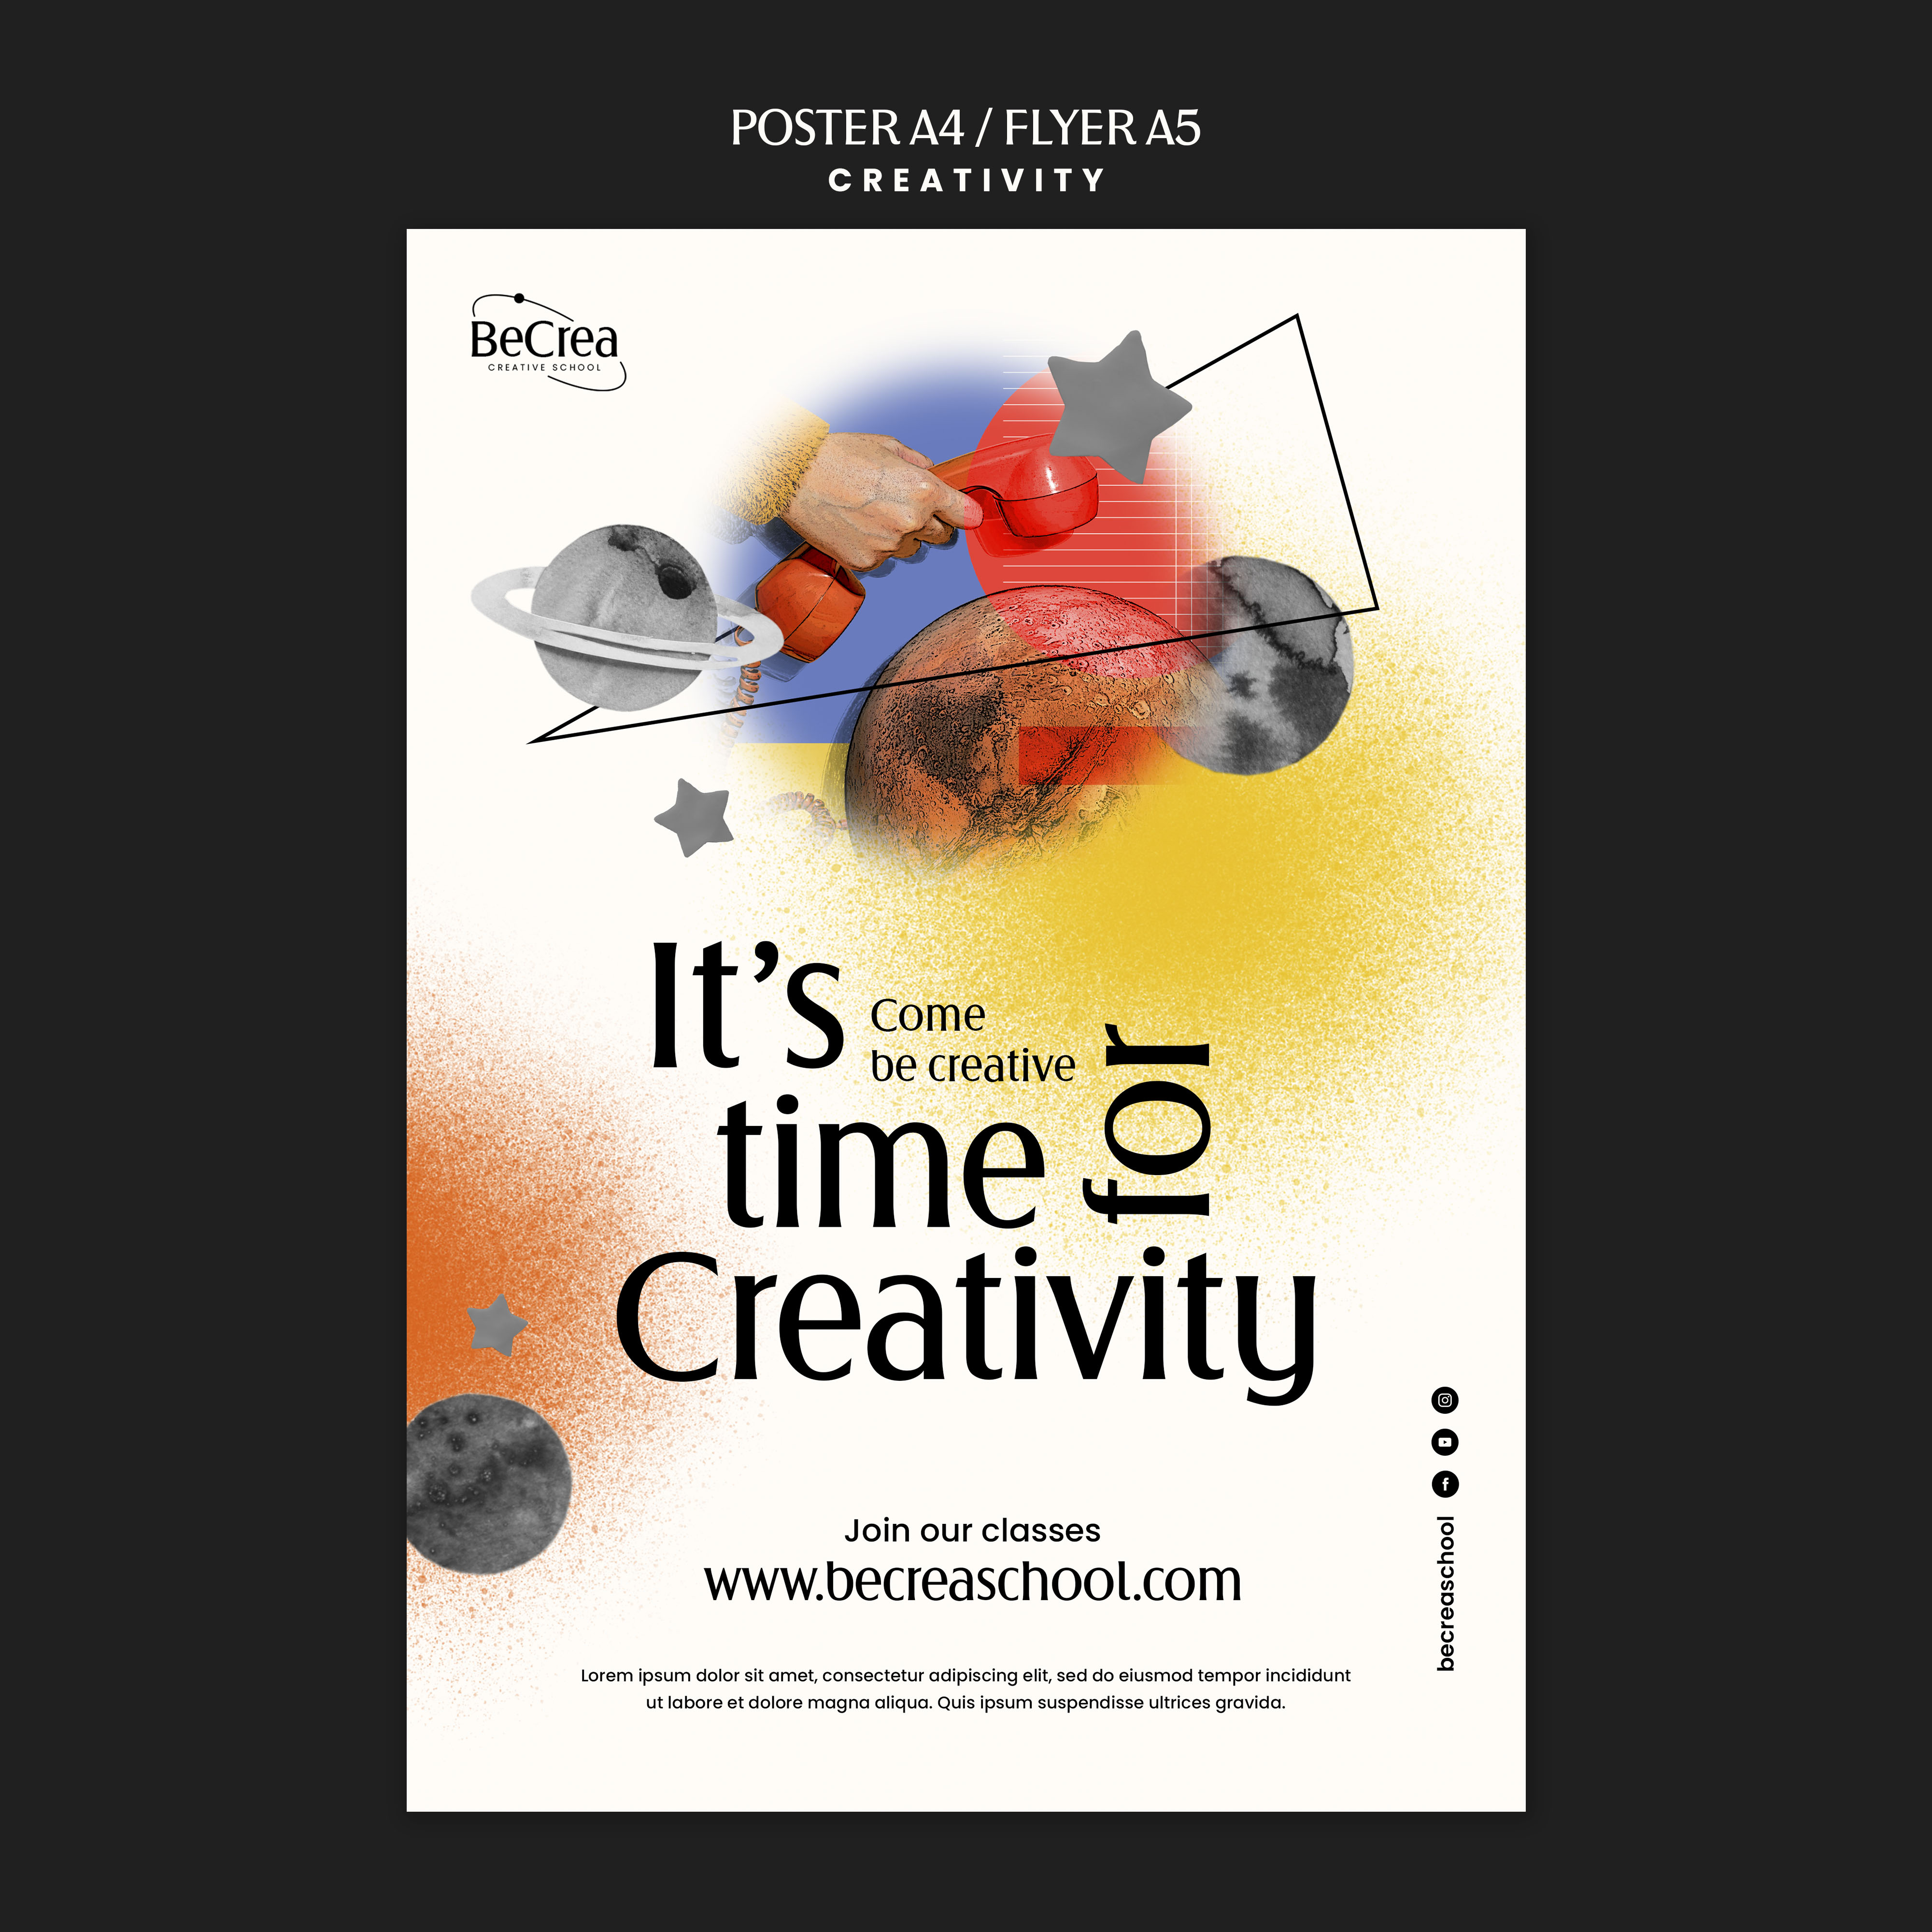 POSTER A4 / FLYER A5
CREATIVITY
BeCrea
CREATIVE SCHOOL
It’s
Come
be creative
time
for
Creativity
Join our classes
www.becreaschool.com
becreaschool
Lorem ipsum dolor sit amet, consectetur adipiscing elit, sed do eiusmod tempor incididunt
ut labore et dolore magna aliqua. Quis ipsum suspendisse ultrices gravida.